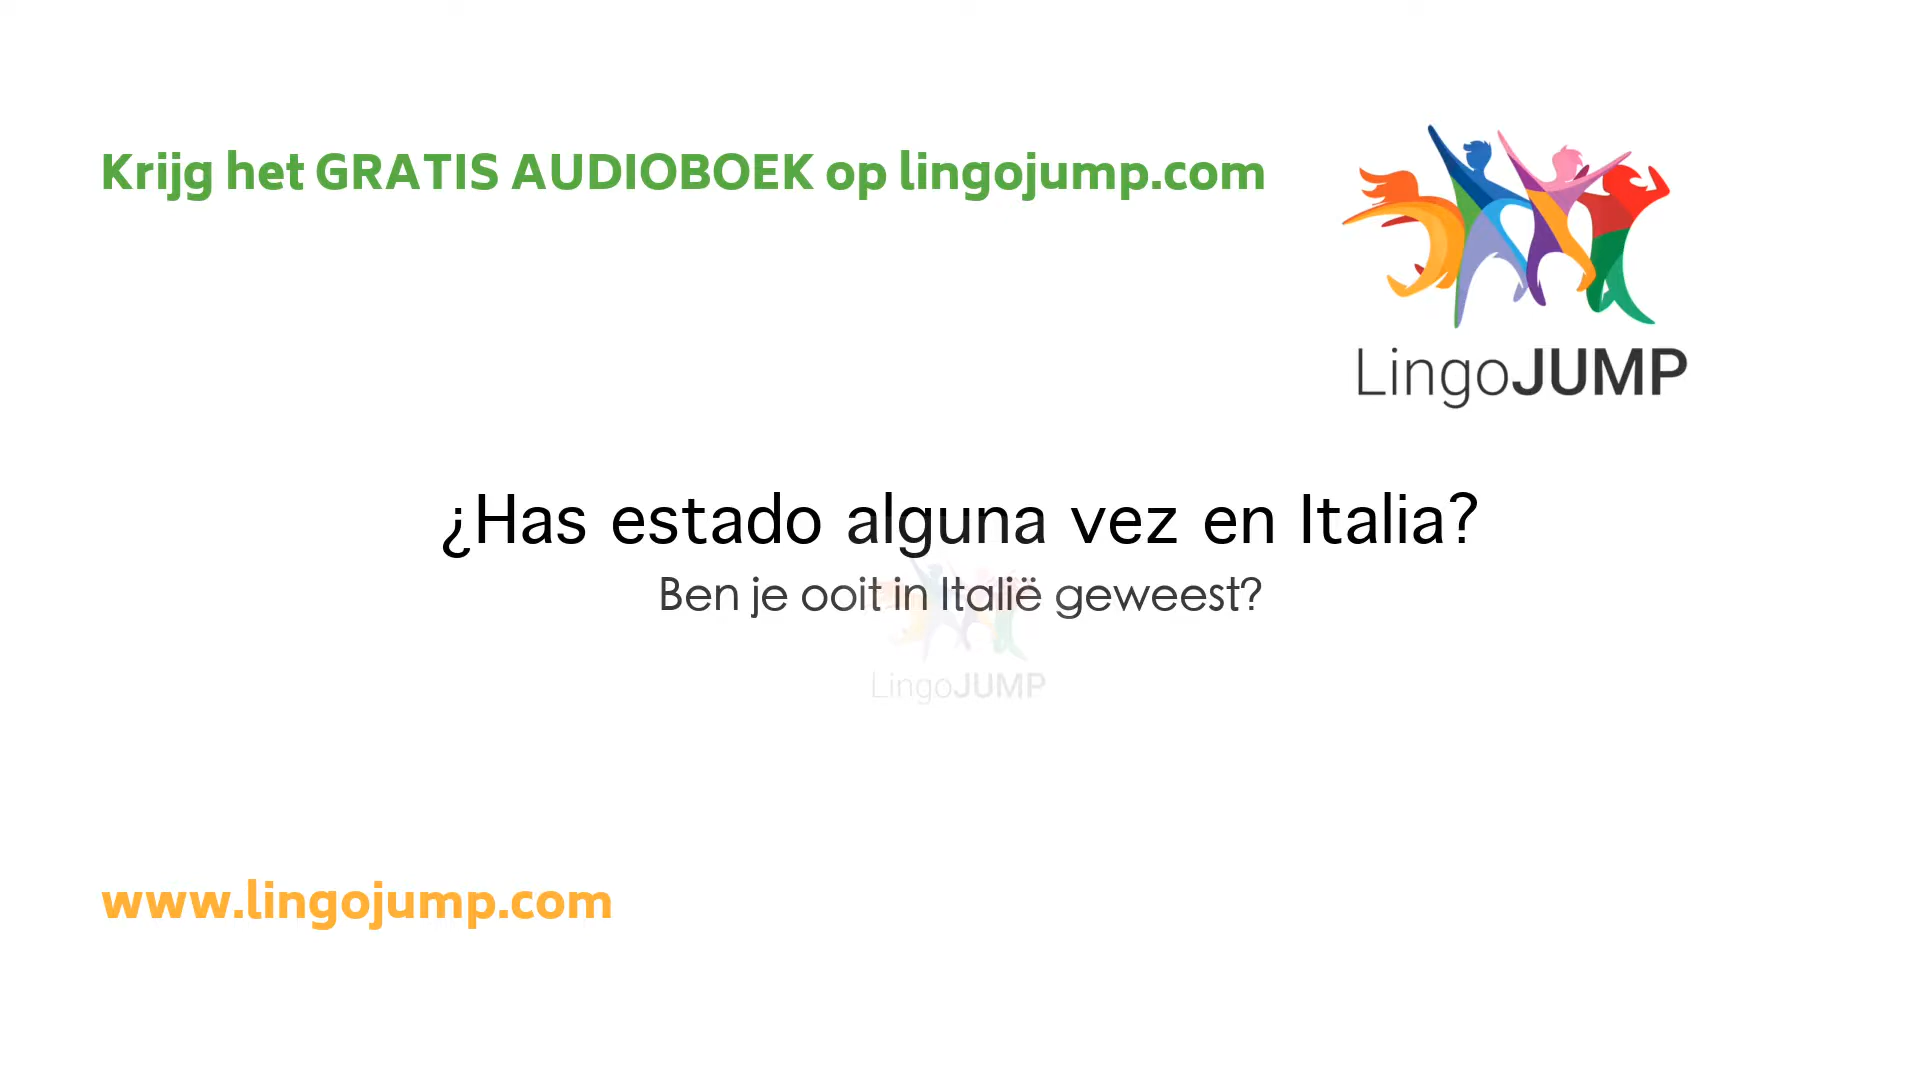 Krijg het GRATIS AUDIOBOEK op lingojump.com
LingoJUMP
¿Has estado alguna vez en Italia?
Ben je ooit in Italië geweest?
LingoJUMP
www.lingojump.com